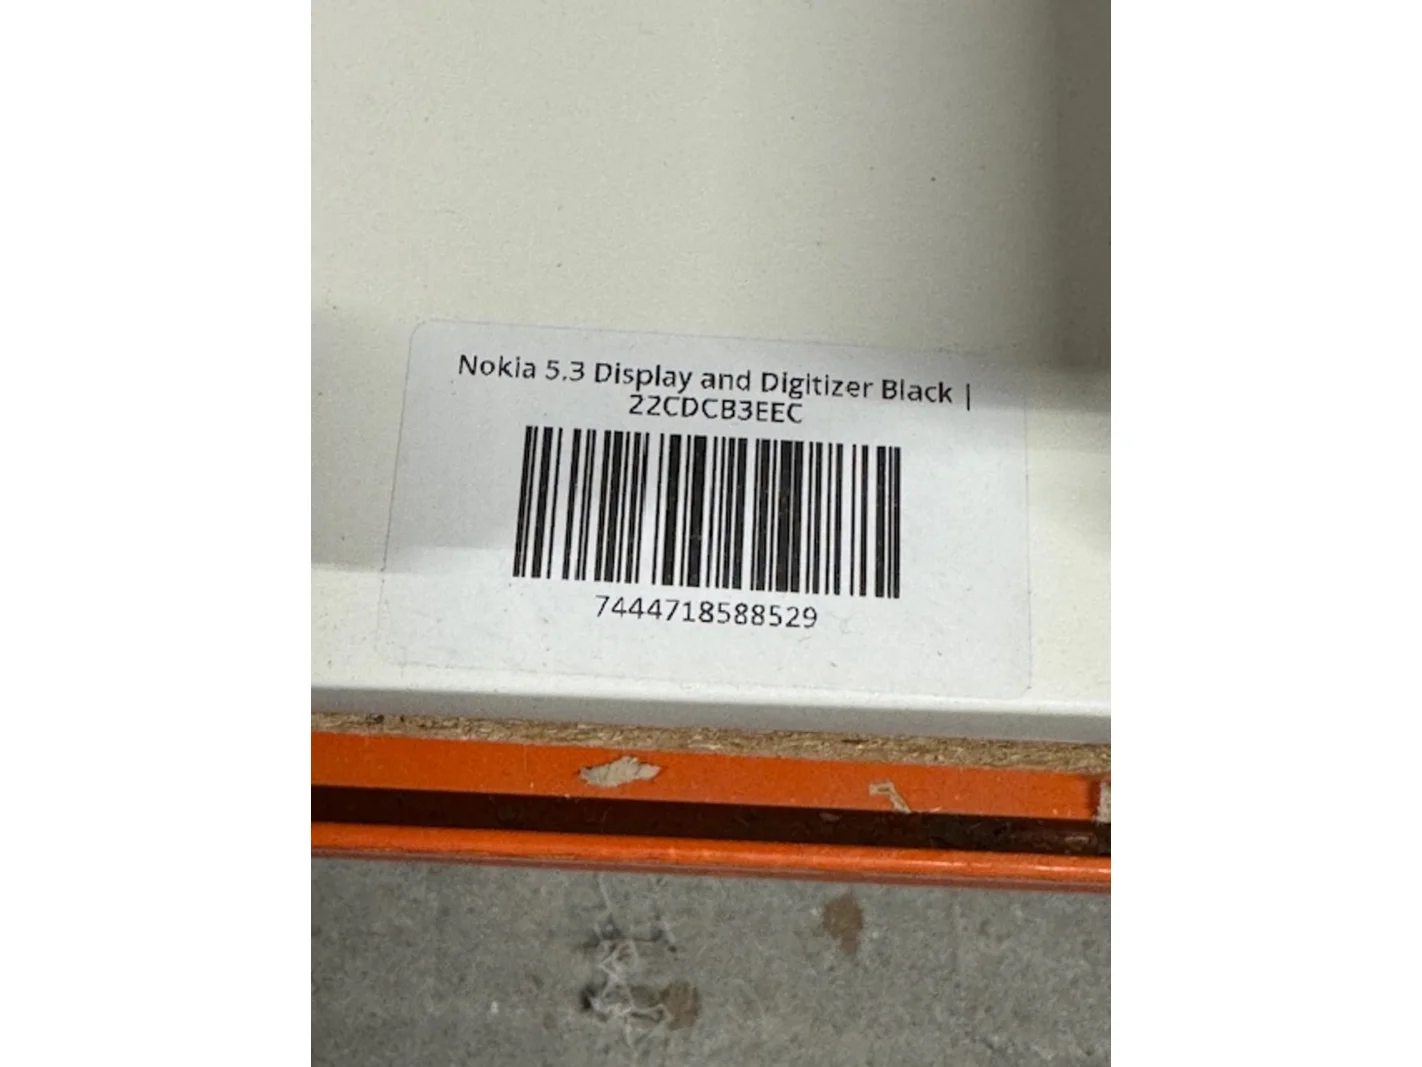 Nokia 5.3 Display and Digitizer Black |
22CDCB3EEC
7444718588529